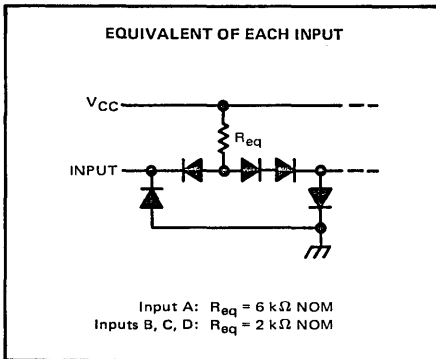 EQUIVALENT OF EACH INPUT
VCC
Req
INPUT
Input A: Req = 6 kΩ NOM
Inputs B, C, D: Req = 2 kΩ NOM